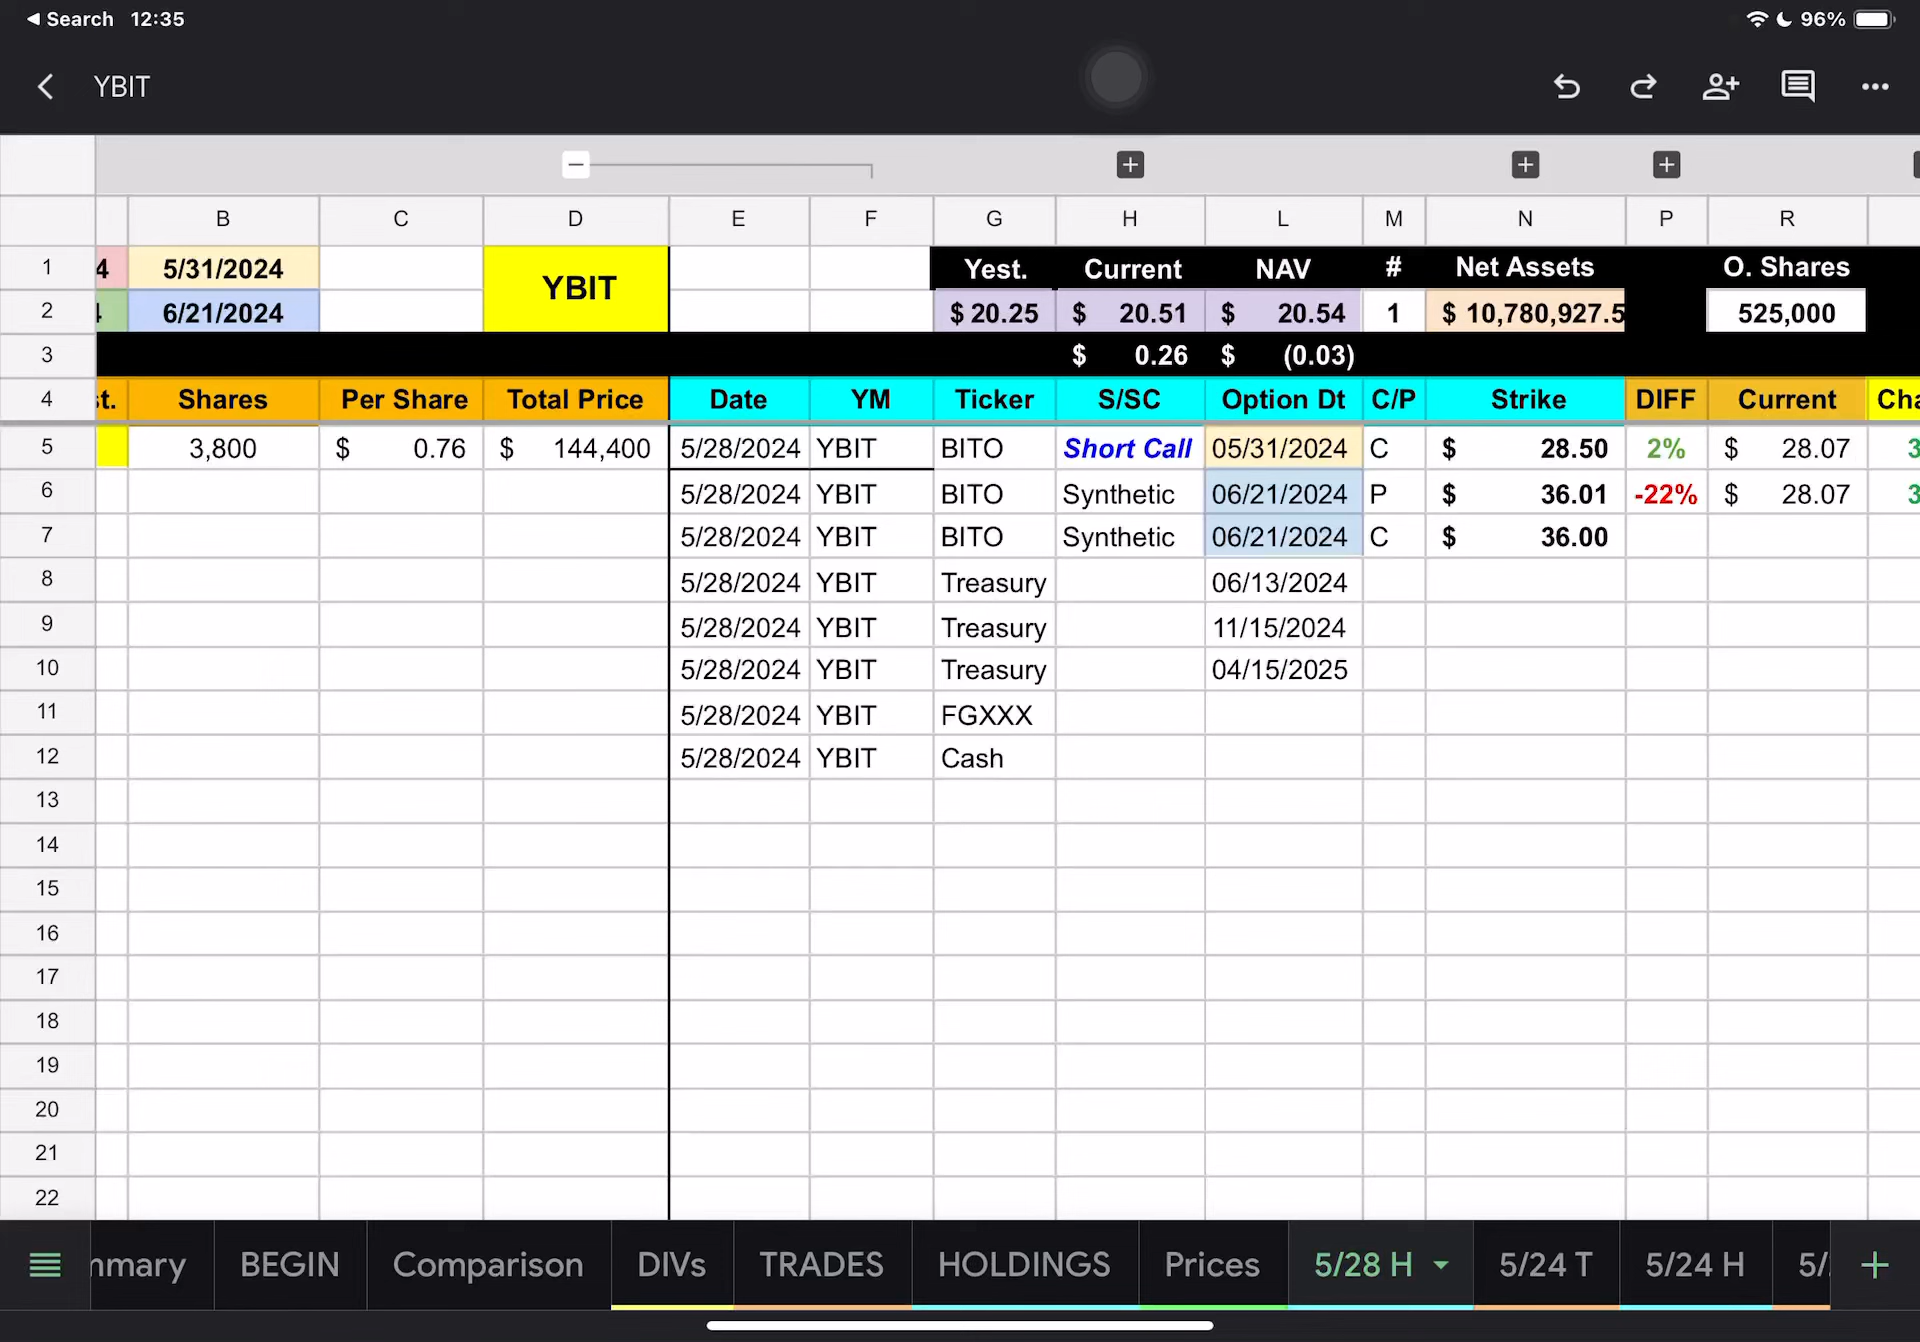 Search 12:35 96%
YBIT
B C D E F G H L M N P R
1 4 5/31/2024 YBIT Yest. Current NAV # Net Assets O. Shares
2 6/21/2024 $ 20.25 $ 20.51 $ 20.54 1 $ 10,780,927.5 525,000
3 $ 0.26 $ (0.03)
4 st. Shares Per Share Total Price Date YM Ticker S/SC Option Dt C/P Strike DIFF Current Cha
5 3,800 $ 0.76 $ 144,400 5/28/2024 YBIT BITO Short Call 05/31/2024 C $ 28.50 2% $ 28.07 3
6 5/28/2024 YBIT BITO Synthetic 06/21/2024 P $ 36.01 -22% $ 28.07 3
7 5/28/2024 YBIT BITO Synthetic 06/21/2024 C $ 36.00
8 5/28/2024 YBIT Treasury 06/13/2024
9 5/28/2024 YBIT Treasury 11/15/2024
10 5/28/2024 YBIT Treasury 04/15/2025
11 5/28/2024 YBIT FGXXX
12 5/28/2024 YBIT Cash
13
14
15
16
17
18
19
20
21
22
mmary BEGIN Comparison DIVs TRADES HOLDINGS Prices 5/28 H 5/24 T 5/24 H 5/